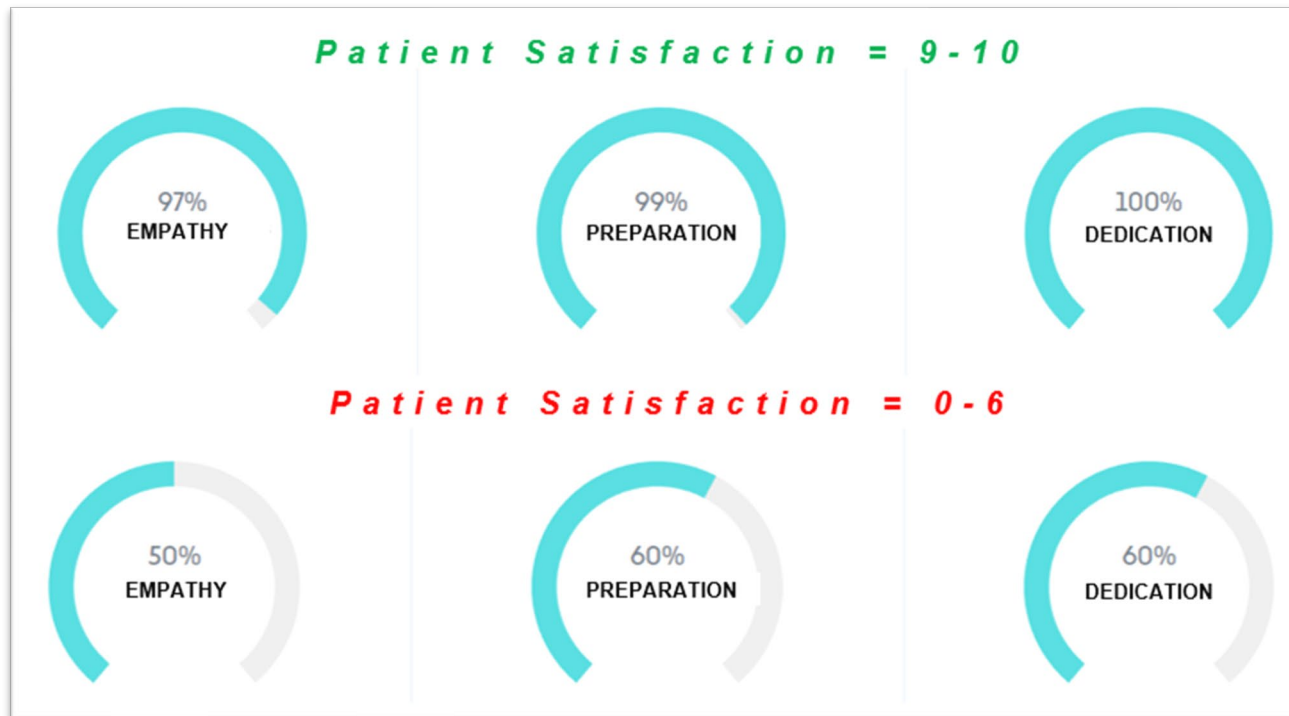 Patient Satisfaction = 9-10
97%
EMPATHY
99%
PREPARATION
100%
DEDICATION
Patient Satisfaction = 0-6
50%
EMPATHY
60%
PREPARATION
60%
DEDICATION